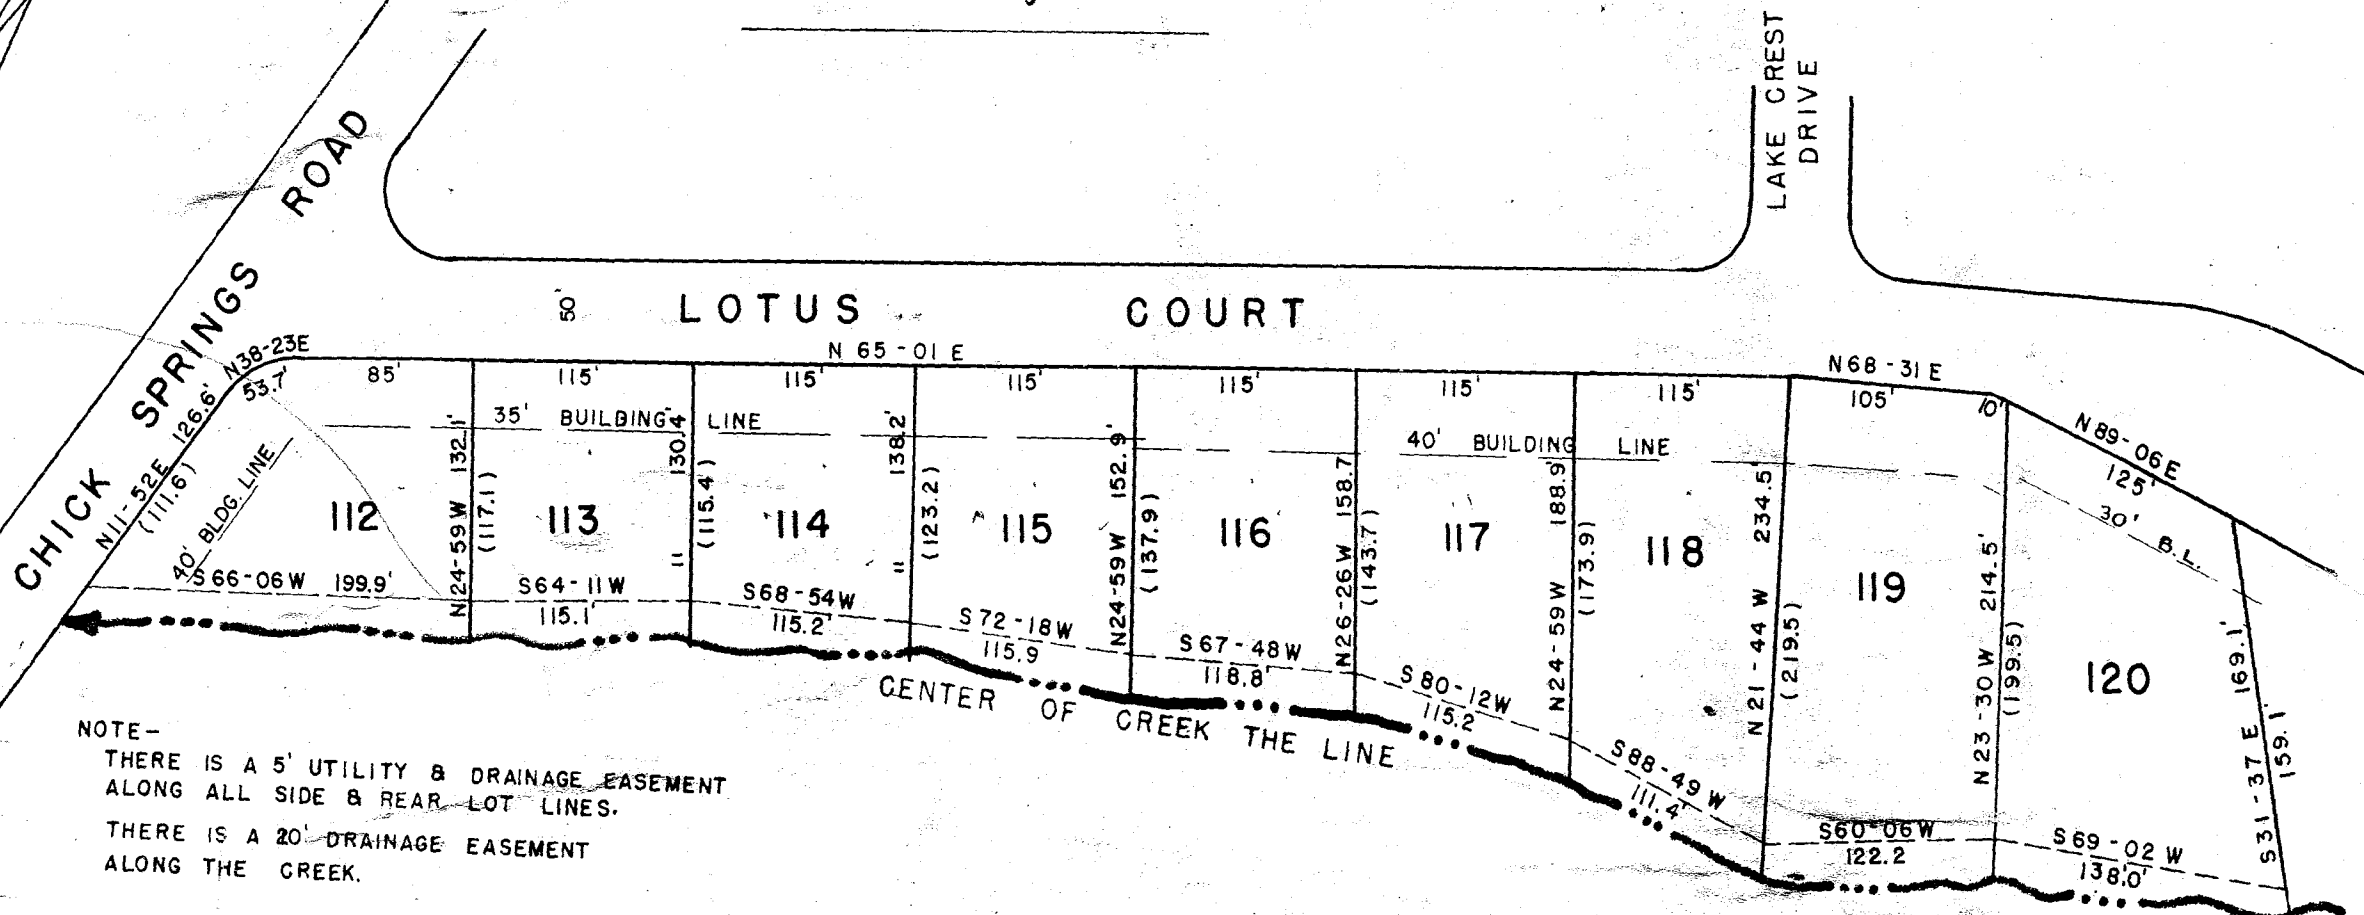 LAKE CREST
DRIVE
CHICK SPRINGS ROAD
LOTUS COURT
50'
N38-23E
53.7'
N 65-01 E
85'
115'
115'
115'
115'
115'
115'
N68-31 E
105'
10'
N 89-06 E
125'
N11-52E 126.6'
(111.6)
40' BLDG. LINE
35' BUILDING LINE
40' BUILDING LINE
30' B.L.
112
N24-59W 132.1'
(117.1)
113
" 130.4
(115.4')
114
" 138.2'
(123.2)
115
N24-59W 152.9'
(137.9)
116
N26-26W 158.7
(143.7)
117
N24-59W 188.9'
(173.9)
118
N 21-44 W 234.5'
(219.5)
119
N23-30W 214.5'
(199.5)
120
S31-37 E 169.1'
159.1'
S 66-06 W 199.9'
S64-11 W
115.1'
S68-54W
115.2'
S 72-18W
115.9
S 67-48 W
118.8'
S 80-12W
115.2
S88-49 W
111.4'
S60-06W
122.2
S69-02 W
138.0'
CENTER OF CREEK THE LINE
NOTE-
THERE IS A 5' UTILITY & DRAINAGE EASEMENT
ALONG ALL SIDE & REAR LOT LINES.
THERE IS A 20' DRAINAGE EASEMENT
ALONG THE CREEK.